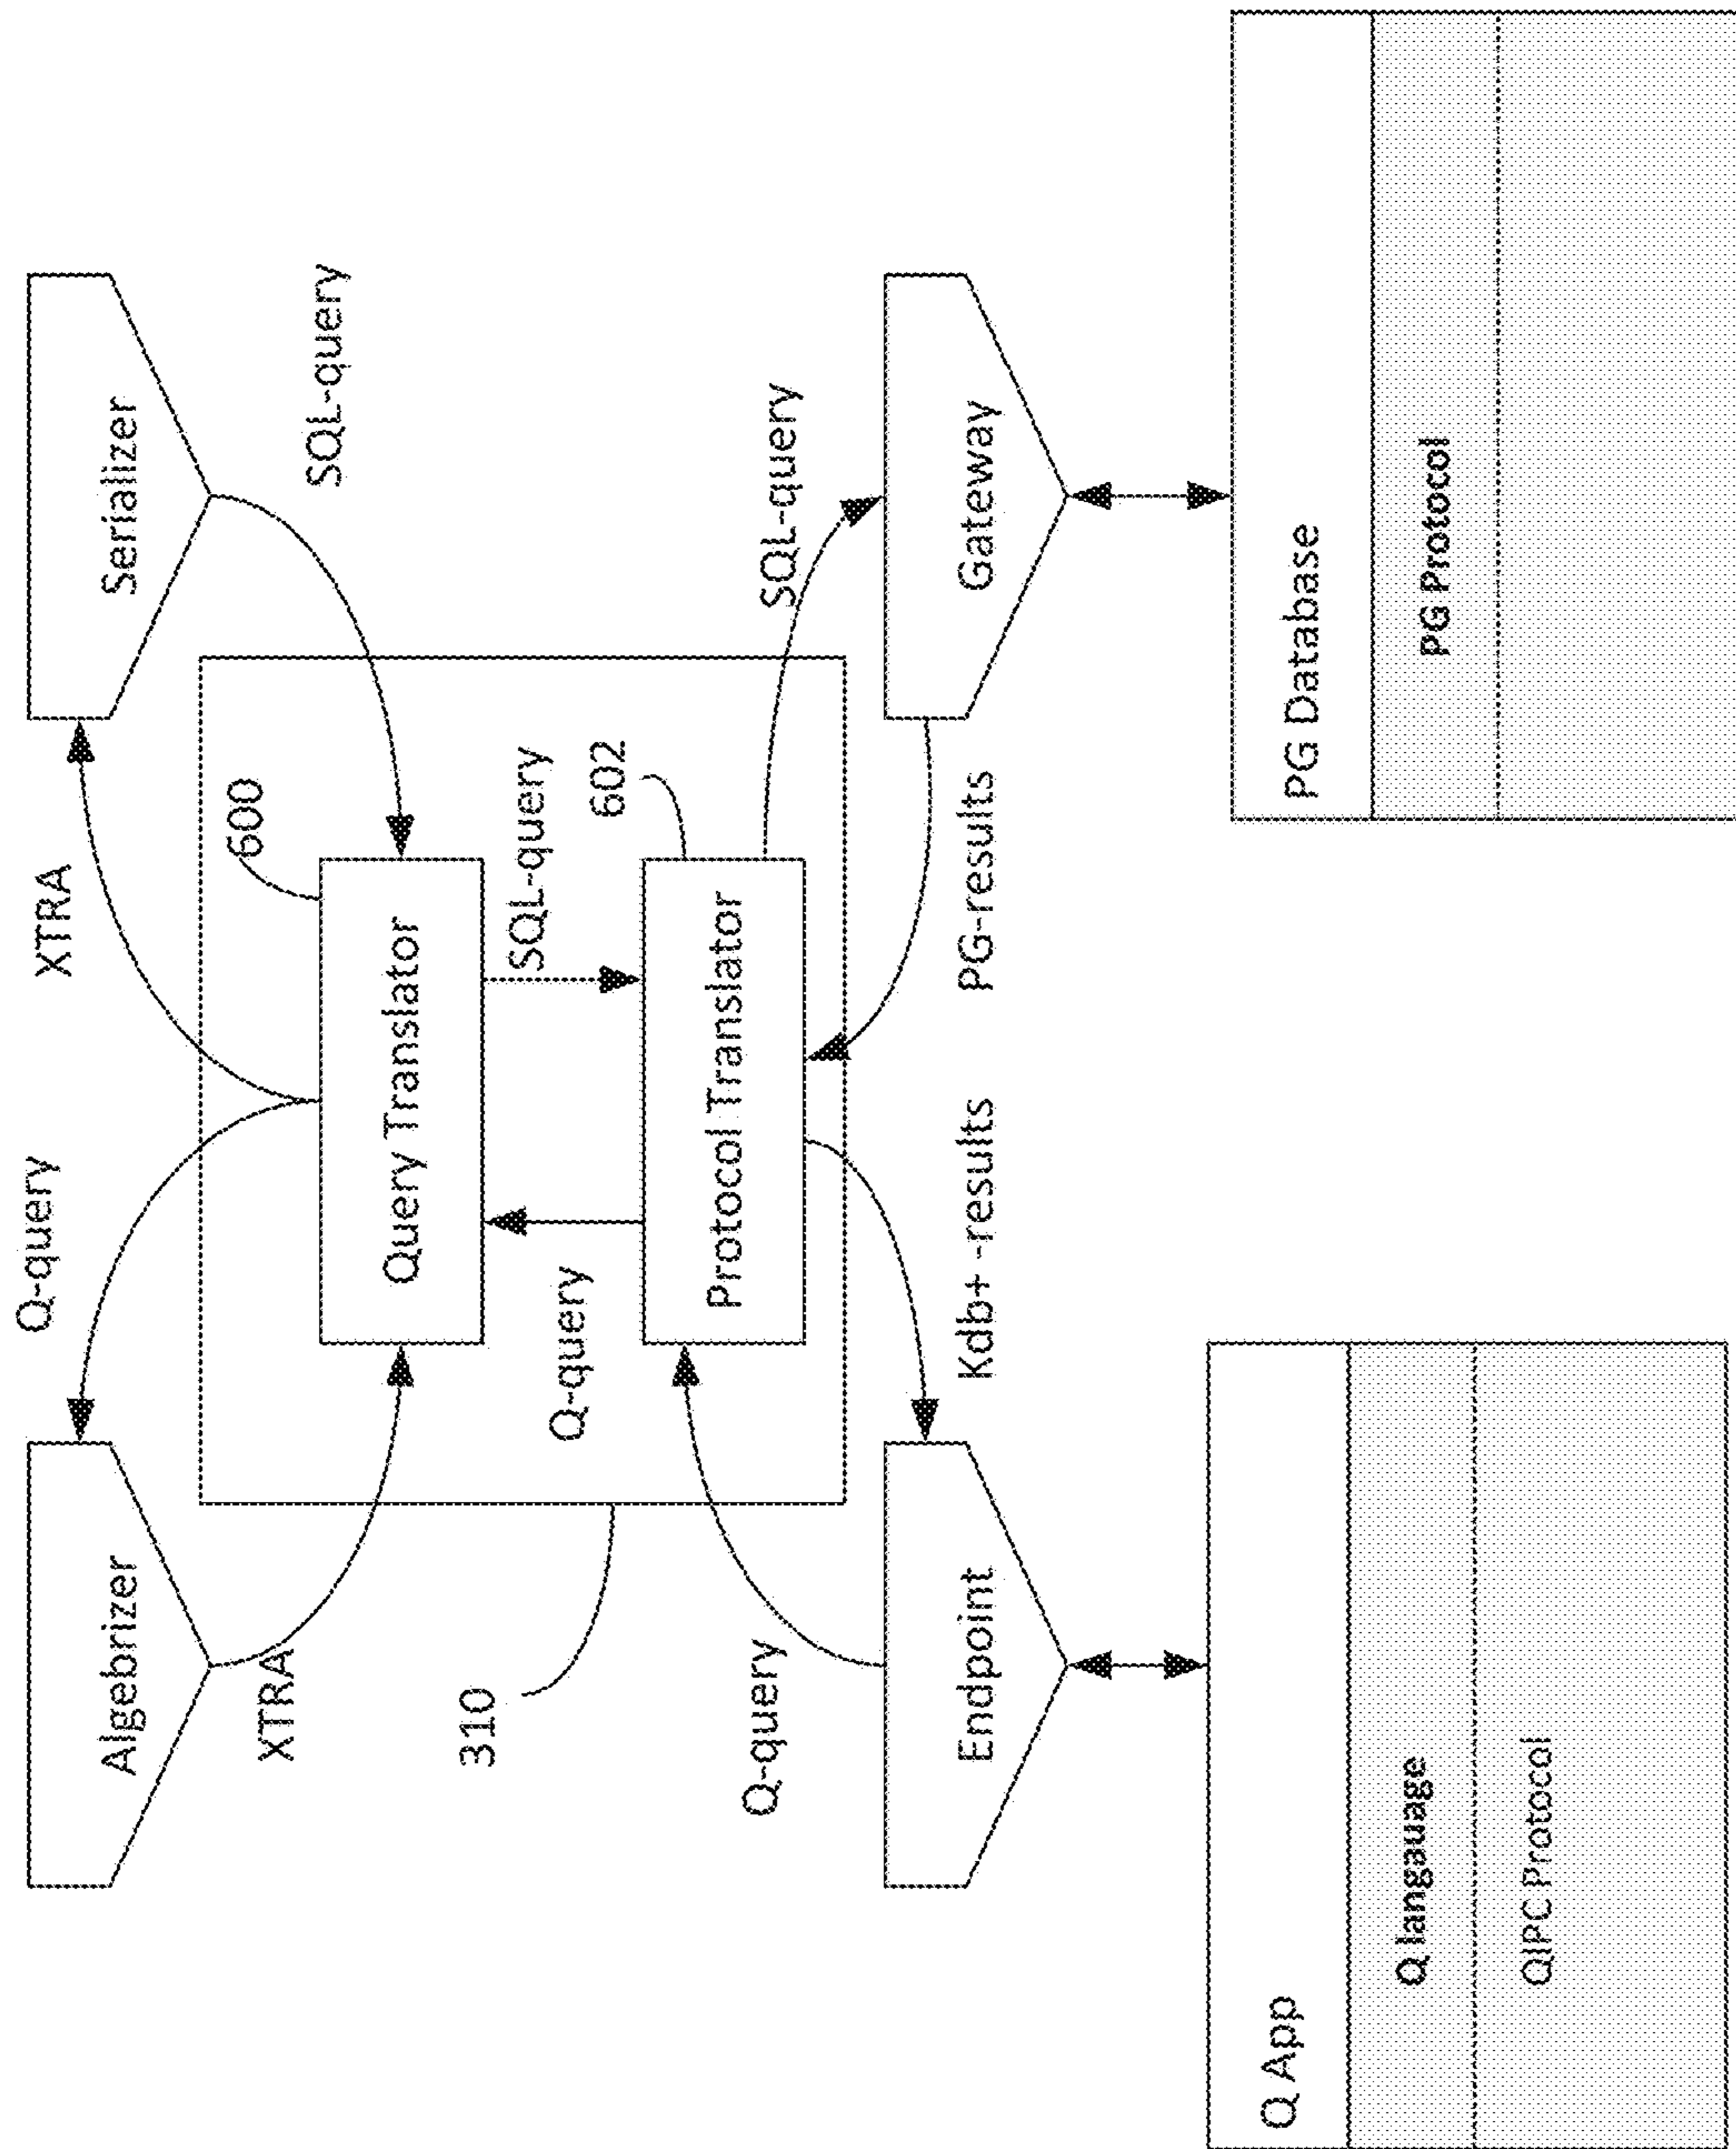 Q-query
XTRA
Algebrizer
Serializer
XTRA
600
SQL-query
Query Translator
310
Q-query
SQL-query
602
Protocol Translator
Q-query
SQL-query
Endpoint
Kdb+ -results
PG-results
Gateway
Q App
Q langauage
QIPC Protocol
PG Database
PG Protocol